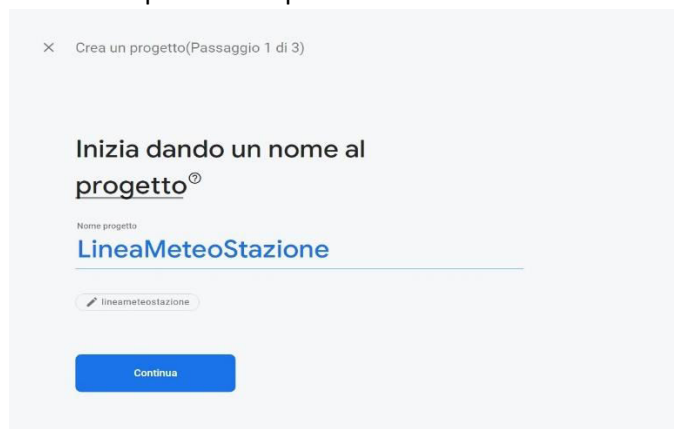 Crea un progetto(Passaggio 1 di 3)
Inizia dando un nome al
progetto
Nome progetto
LineaMeteoStazione
lineameteostazione
Continua